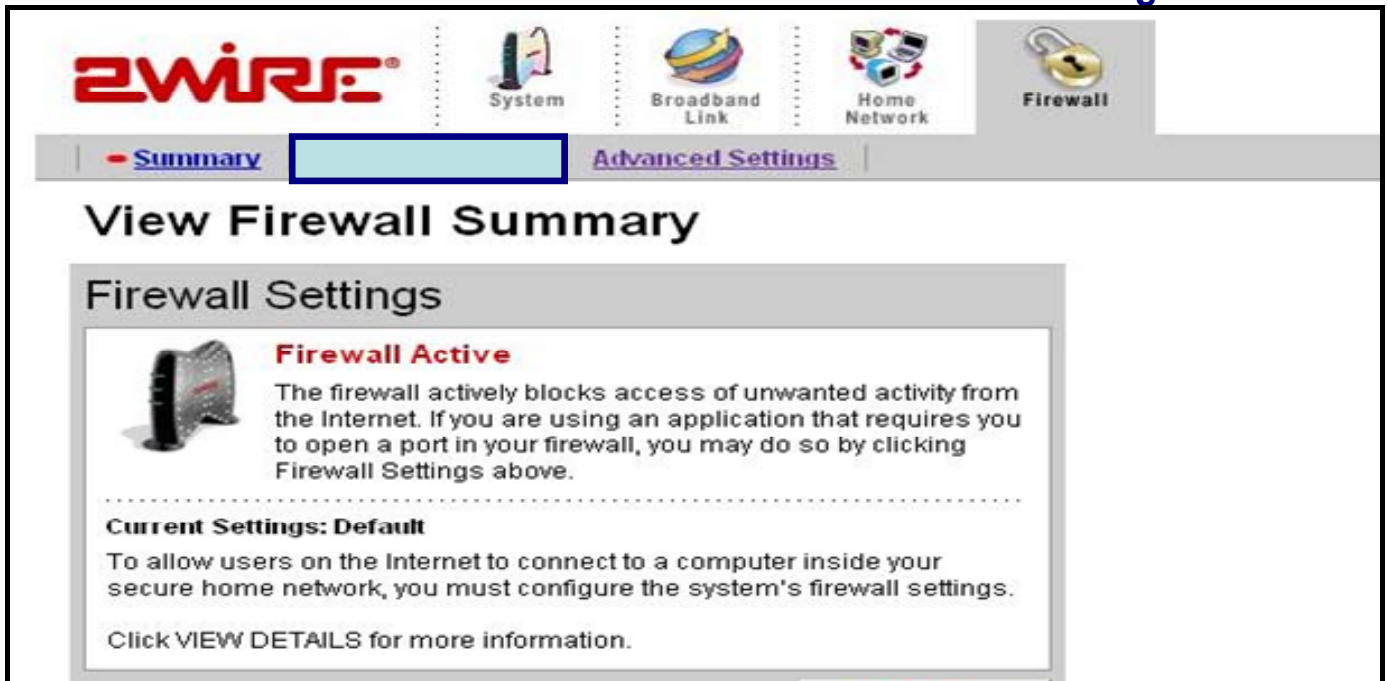 2WIRE®
System
Broadband
Link
Home
Network
Firewall
Summary
Advanced Settings
View Firewall Summary
Firewall Settings
Firewall Active
The firewall actively blocks access of unwanted activity from
the Internet. If you are using an application that requires you
to open a port in your firewall, you may do so by clicking
Firewall Settings above.
Current Settings: Default
To allow users on the Internet to connect to a computer inside your
secure home network, you must configure the system's firewall settings.
Click VIEW DETAILS for more information.